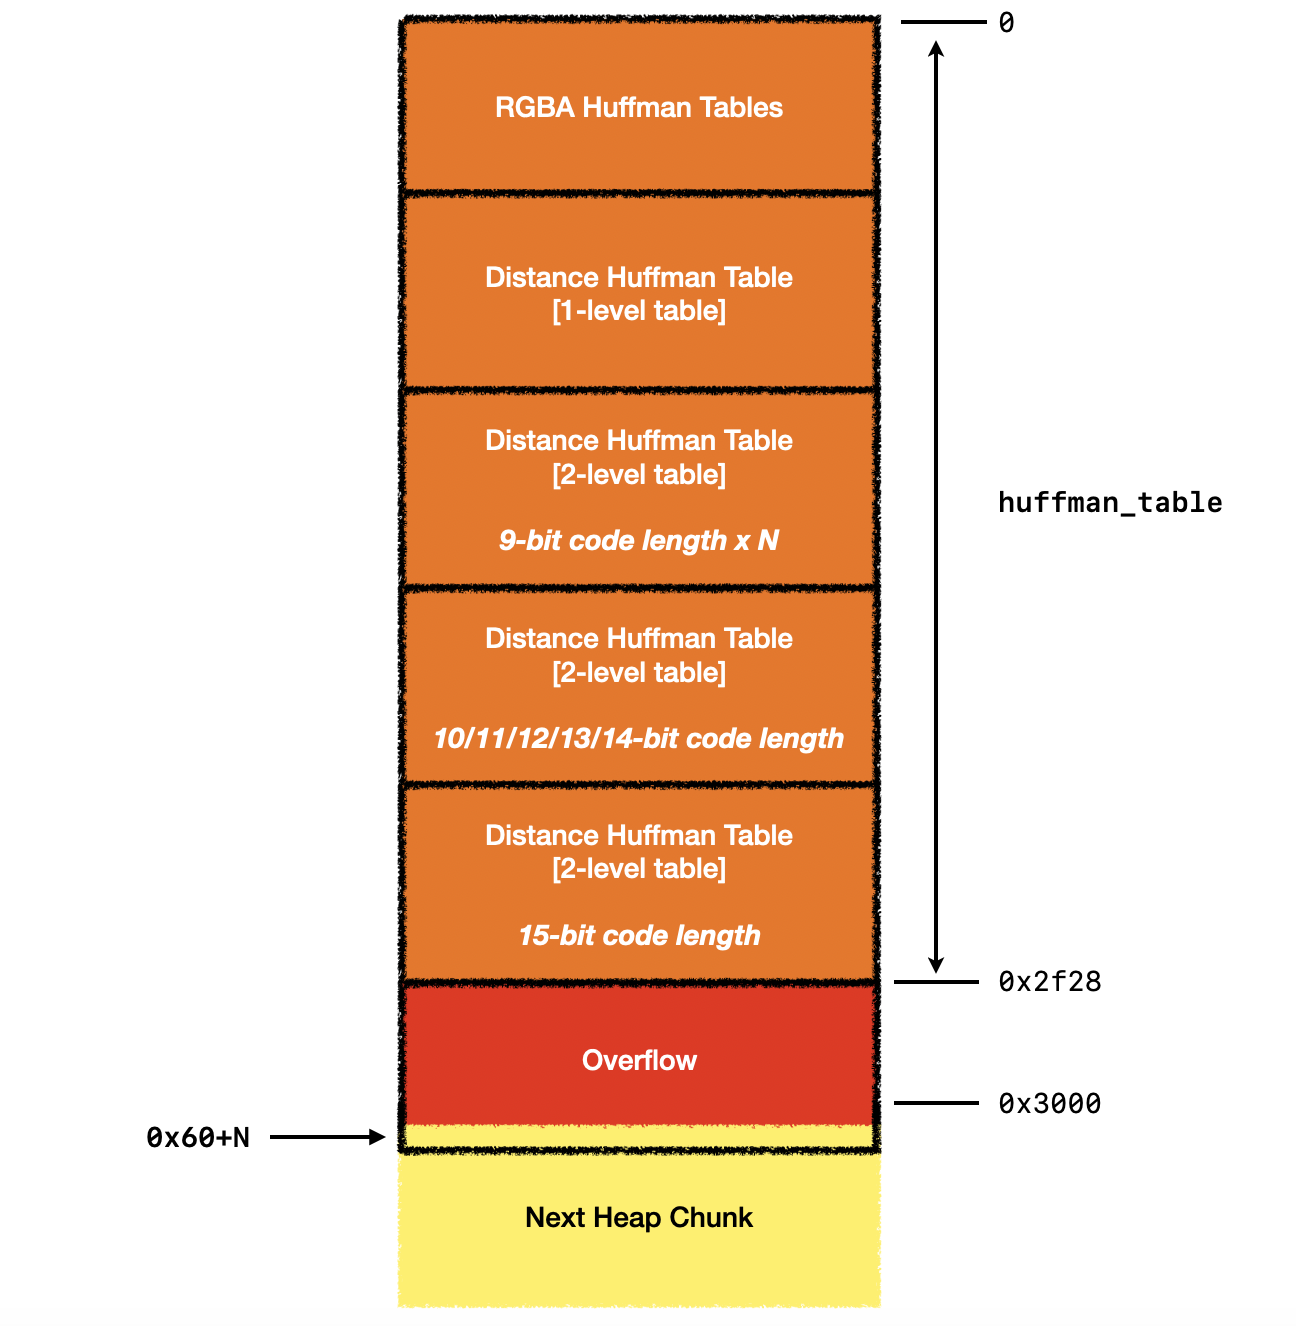 0
RGBA Huffman Tables
Distance Huffman Table
[1-level table]
Distance Huffman Table
[2-level table]
9-bit code length x N
huffman_table
Distance Huffman Table
[2-level table]
10/11/12/13/14-bit code length
Distance Huffman Table
[2-level table]
15-bit code length
0x2f28
Overflow
0x3000
0x60+N
Next Heap Chunk